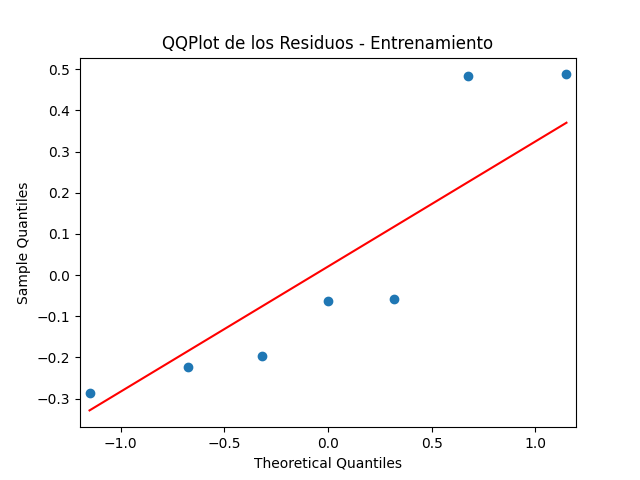 QQPlot de los Residuos - Entrenamiento
0.5
0.4
0.3
0.2
0.1
0.0
−0.1
−0.2
−0.3
Sample Quantiles
−1.0 −0.5 0.0 0.5 1.0
Theoretical Quantiles